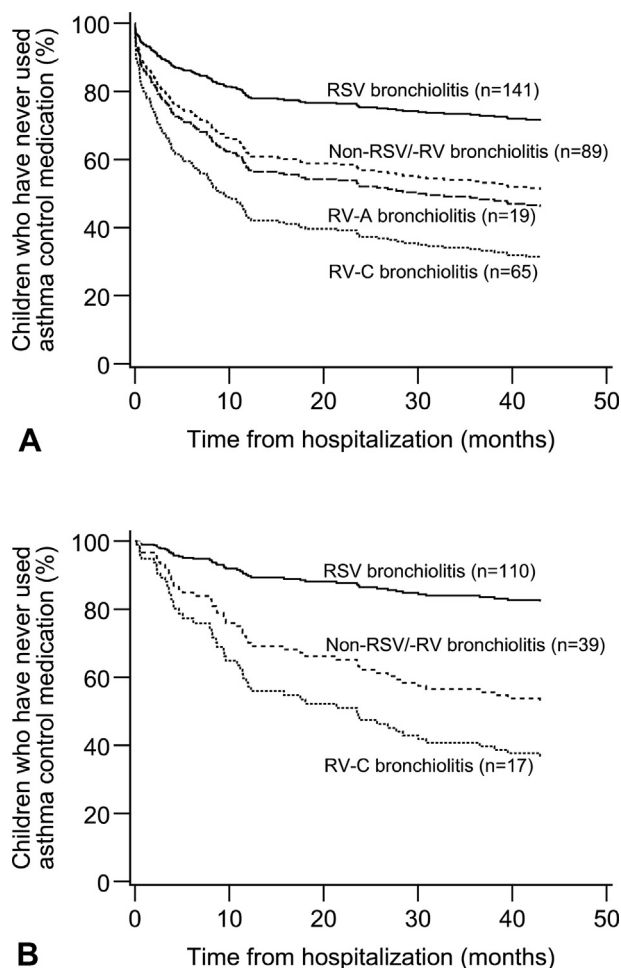 Children who have never used
asthma control medication (%)
100
80
60
40
20
0
RSV bronchiolitis (n=141)
Non-RSV/-RV bronchiolitis (n=89)
RV-A bronchiolitis (n=19)
RV-C bronchiolitis (n=65)
0 10 20 30 40 50
Time from hospitalization (months)
A
Children who have never used
asthma control medication (%)
100
80
60
40
20
0
RSV bronchiolitis (n=110)
Non-RSV/-RV bronchiolitis (n=39)
RV-C bronchiolitis (n=17)
0 10 20 30 40 50
Time from hospitalization (months)
B